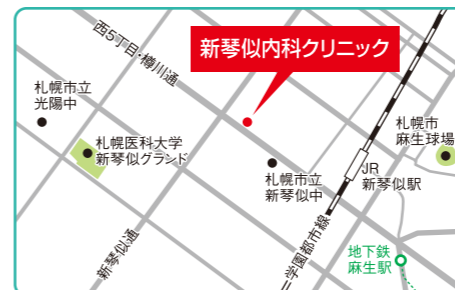 西5丁目・樽川通
新琴似内科クリニック
札幌市立
光陽中
札幌医科大学
新琴似グランド
札幌市
麻生球場
札幌市立
新琴似中
JR
新琴似駅
新琴似通
学園都市線
地下鉄
麻生駅